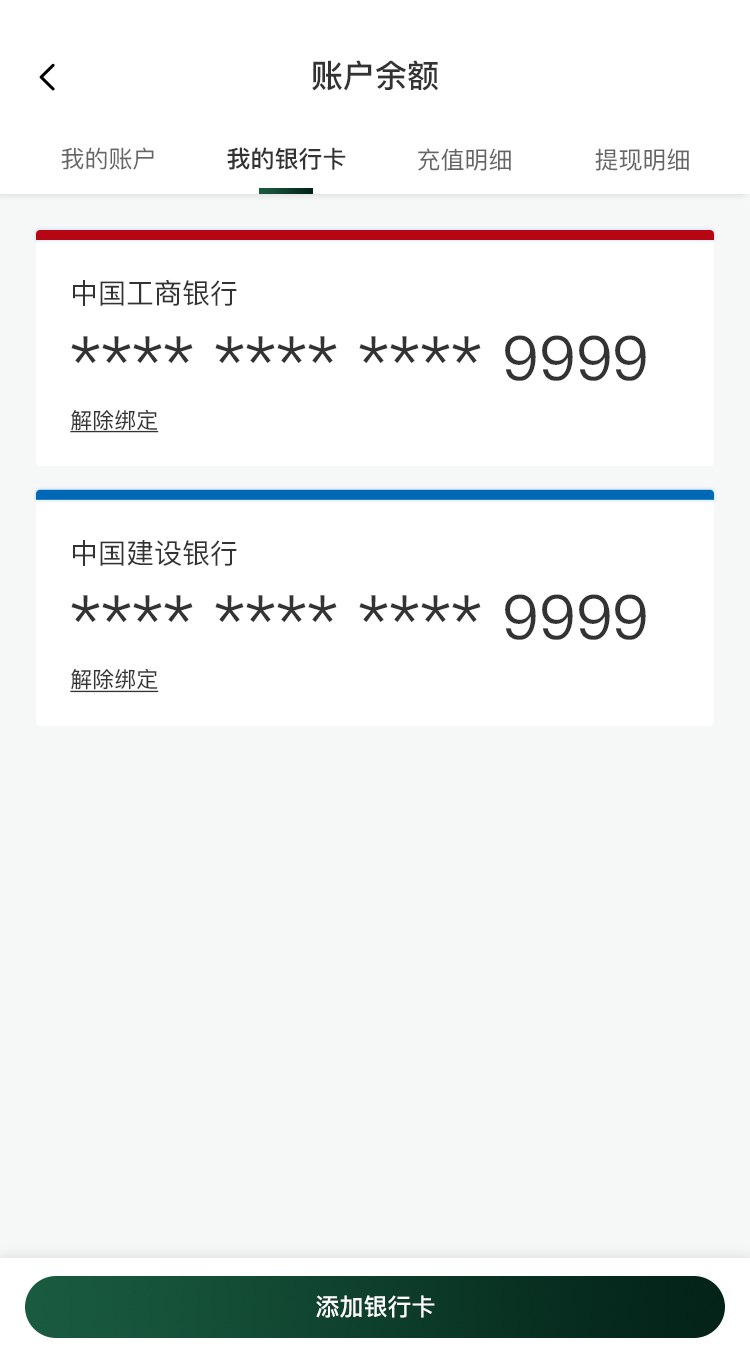 账户余额
我的账户 我的银行卡 充值明细 提现明细
中国工商银行
**** **** **** 9999
解除绑定
中国建设银行
**** **** **** 9999
解除绑定
添加银行卡